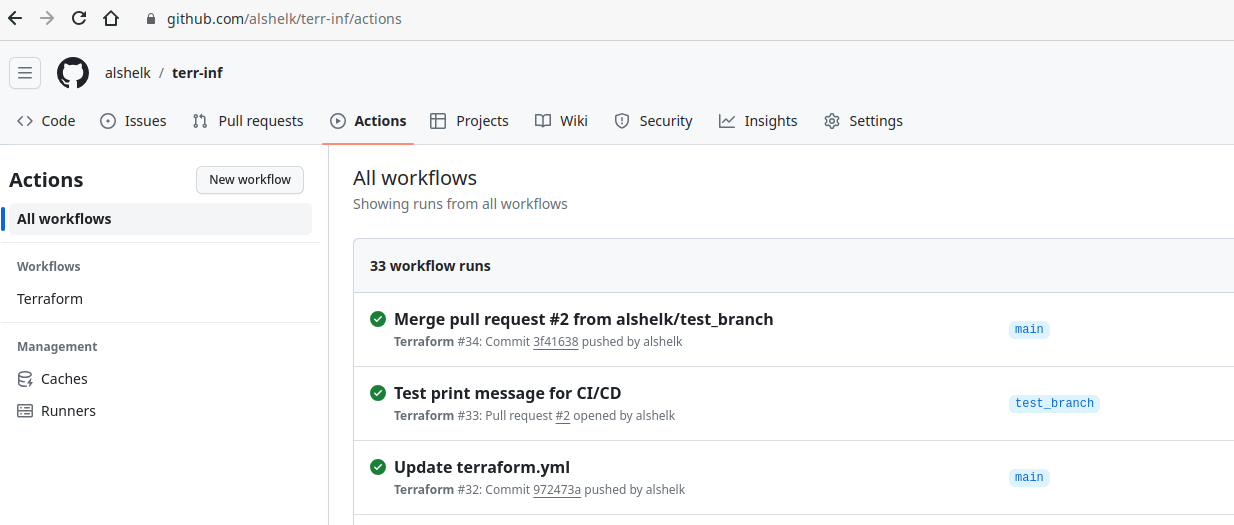 github.com/alshelk/terr-inf/actions
alshelk / terr-inf
Code Issues Pull requests Actions Projects Wiki Security Insights Settings
Actions
New workflow
All workflows
Workflows
Terraform
Management
Caches
Runners
All workflows
Showing runs from all workflows
33 workflow runs
Merge pull request #2 from alshelk/test_branch
Terraform #34: Commit 3f41638 pushed by alshelk
main
Test print message for CI/CD
Terraform #33: Pull request #2 opened by alshelk
test_branch
Update terraform.yml
Terraform #32: Commit 972473a pushed by alshelk
main